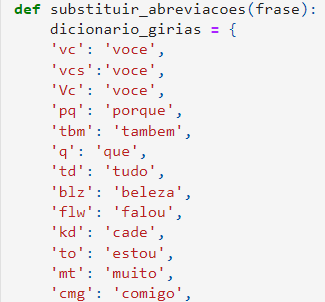 def substituir_abreviacoes(frase):
dicionario_girias = {
'vc': 'voce',
'vcs':'voce',
'Vc': 'voce',
'pq': 'porque',
'tbm': 'tambem',
'q': 'que',
'td': 'tudo',
'blz': 'beleza',
'flw': 'falou',
'kd': 'cade',
'to': 'estou',
'mt': 'muito',
'cmg': 'comigo',